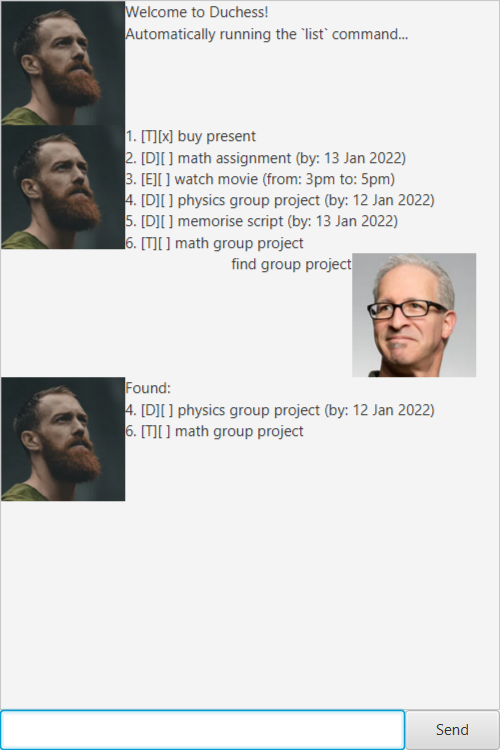 Welcome to Duchess!
Automatically running the `list` command...
1. [T][x] buy present
2. [D][ ] math assignment (by: 13 Jan 2022)
3. [E][ ] watch movie (from: 3pm to: 5pm)
4. [D][ ] physics group project (by: 12 Jan 2022)
5. [D][ ] memorise script (by: 13 Jan 2022)
6. [T][ ] math group project
find group project
Found:
4. [D][ ] physics group project (by: 12 Jan 2022)
6. [T][ ] math group project
Send